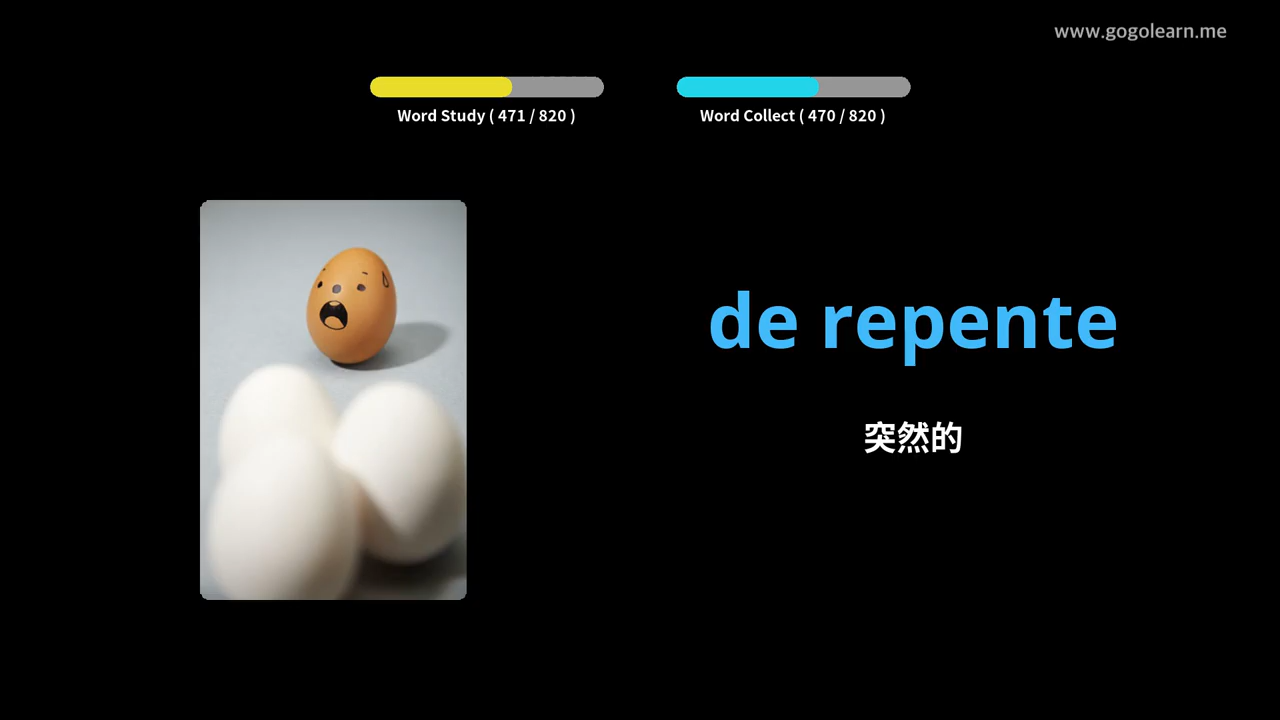 www.gogolearn.me
Word Study ( 471 / 820 )
Word Collect ( 470 / 820 )
de repente
突然的